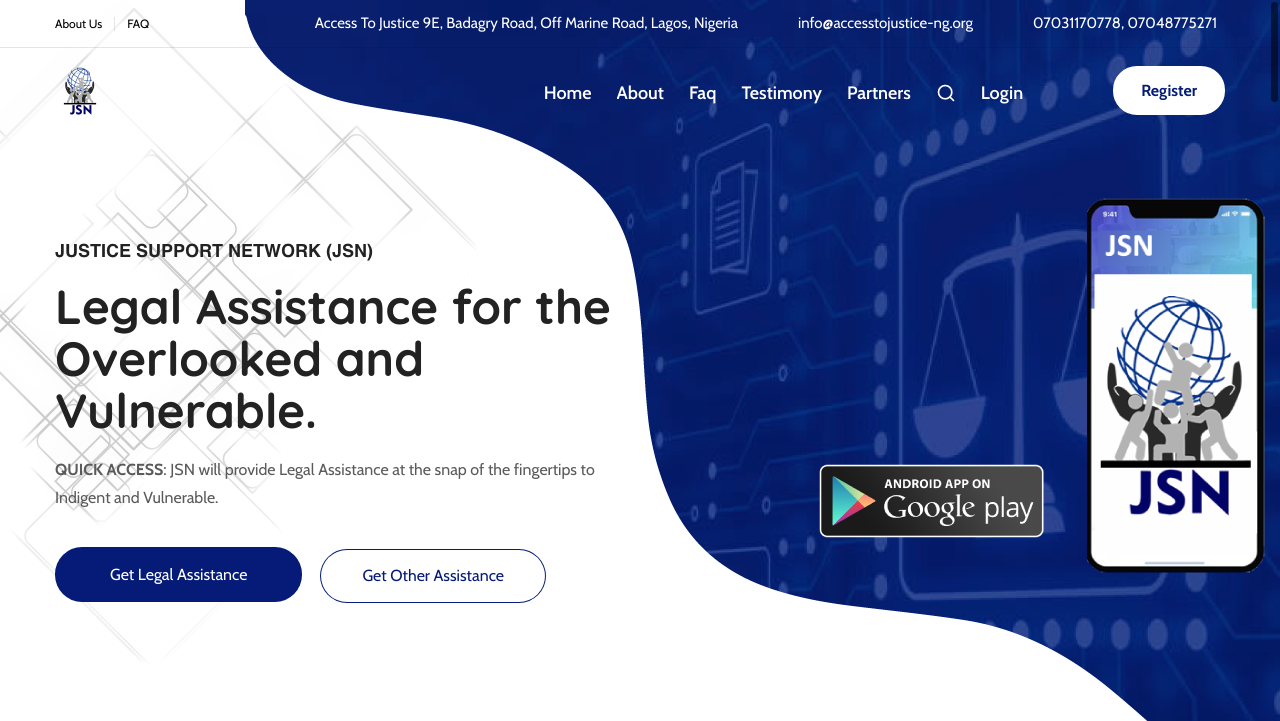 About Us
FAQ
Access To Justice 9E, Badagry Road, Off Marine Road, Lagos, Nigeria
info@accesstojustice-ng.org
07031170778, 07048775271
JSN
Home
About
Faq
Testimony
Partners
Login
Register
9:41
JSN
JUSTICE SUPPORT NETWORK (JSN)
Legal Assistance for the
Overlooked and
Vulnerable.
QUICK ACCESS: JSN will provide Legal Assistance at the snap of the fingertips to
Indigent and Vulnerable.
ANDROID APP ON
Google play
JSN
Get Legal Assistance
Get Other Assistance